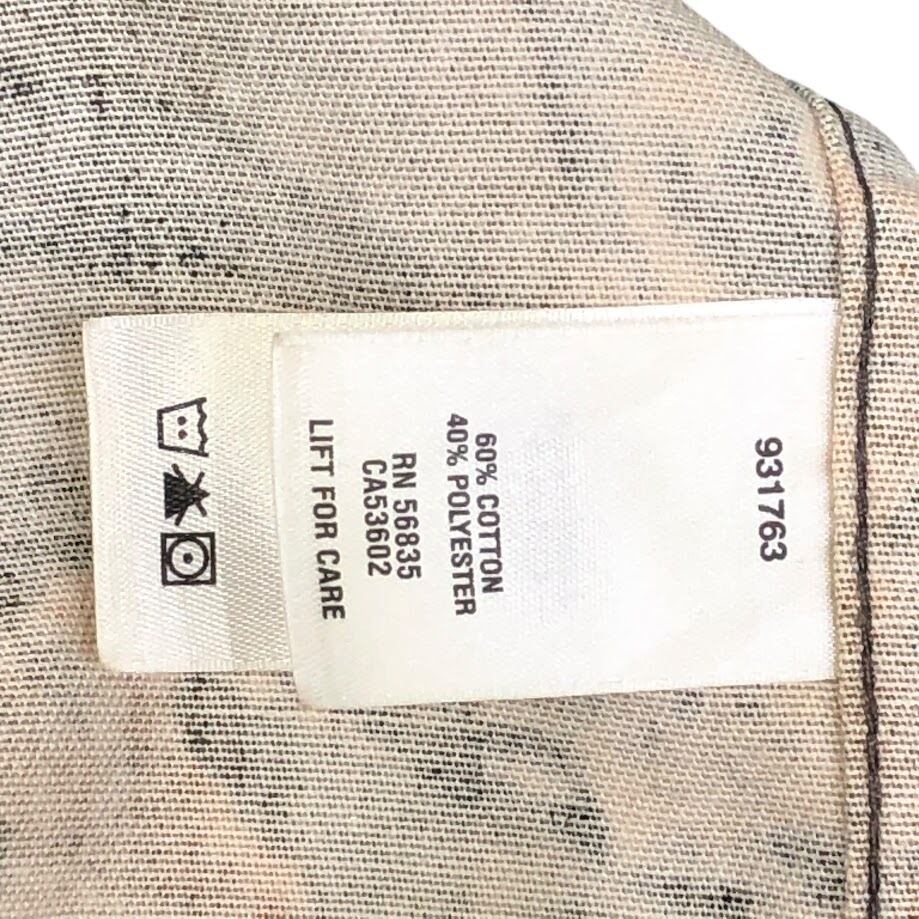 931763
60% COTTON
40% POLYESTER
RN 56835
CA53602
LIFT FOR CARE